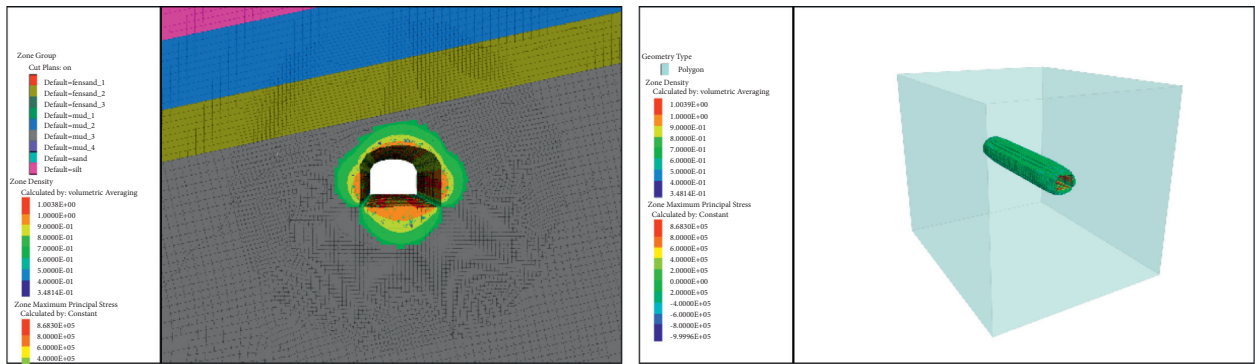 Zone Group
Cut Plans: on
Default=fensand_1
Default=fensand_2
Default=fensand_3
Default=mud_1
Default=mud_2
Default=mud_3
Default=mud_4
Default=sand
Default=silt
Zone Density
Calculated by: volumetric Averaging
1.0038E+00
1.0000E+00
9.0000E-01
8.0000E-01
7.0000E-01
6.0000E-01
5.0000E-01
4.0000E-01
3.4814E-01
Zone Maximum Principal Stress
Calculated by: Constant
8.6830E+05
8.0000E+05
6.0000E+05
4.0000E+05
Geometry Type
Polygon
Zone Density
Calculated by: volumetric Averaging
1.0039E+00
1.0000E+00
9.0000E-01
8.0000E-01
7.0000E-01
6.0000E-01
5.0000E-01
4.0000E-01
3.4814E-01
Zone Maximum Principal Stress
Calculated by: Constant
8.6830E+05
8.0000E+05
6.0000E+05
4.0000E+05
2.0000E+05
0.0000E+00
2.0000E+05
-4.0000E+05
-6.0000E+05
-8.0000E+05
-9.9996E+05